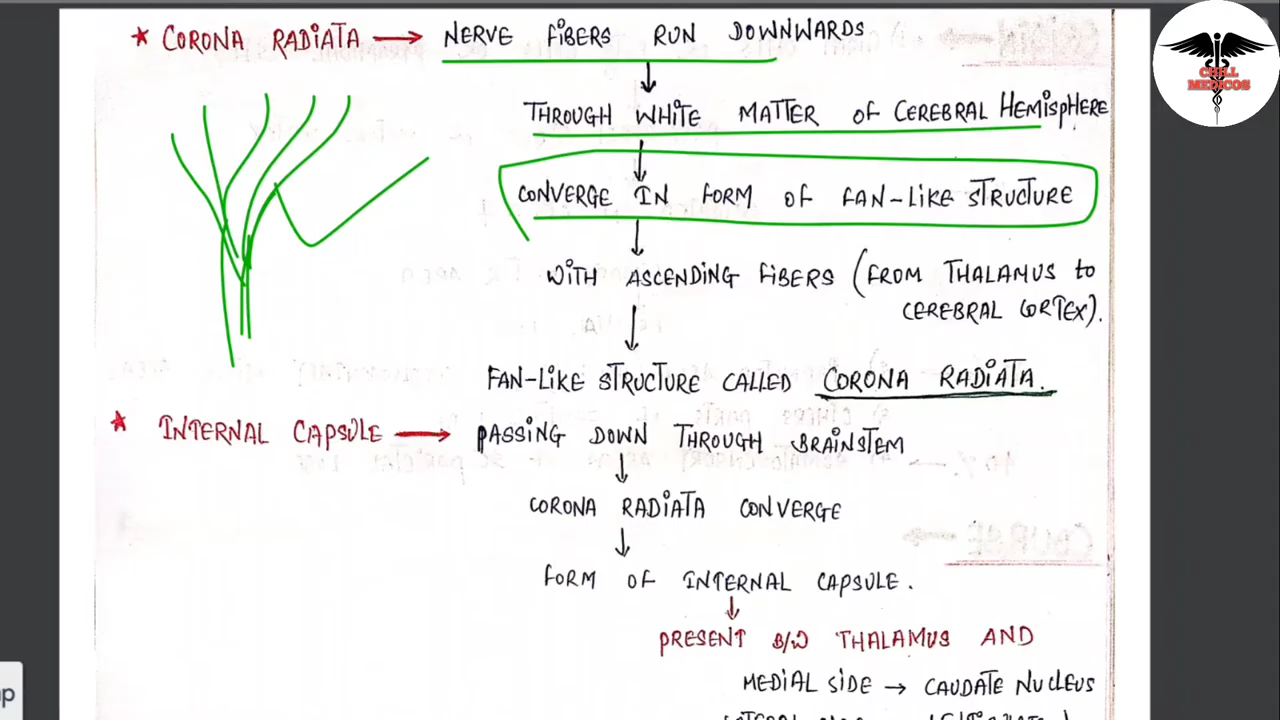 * CORONA RADIATA → NERVE FIBERS RUN DOWNWARDS
↓
THROUGH WHITE MATTER OF CEREBRAL HEMISPHERE
↓
CONVERGE IN FORM OF FAN-LIKE STRUCTURE
↓
WITH ASCENDING FIBERS (FROM THALAMUS to
CEREBRAL CORTEX).
↓
FAN-LIKE STRUCTURE CALLED CORONA RADIATA.
* INTERNAL CAPSULE → PASSING DOWN THROUGH BRAINSTEM
↓
CORONA RADIATA CONVERGE
↓
FORM OF INTERNAL CAPSULE.
↓
PRESENT B/W THALAMUS AND
MEDIAL SIDE → CAUDATE NUCLEUS
CHILL
MEDICOS